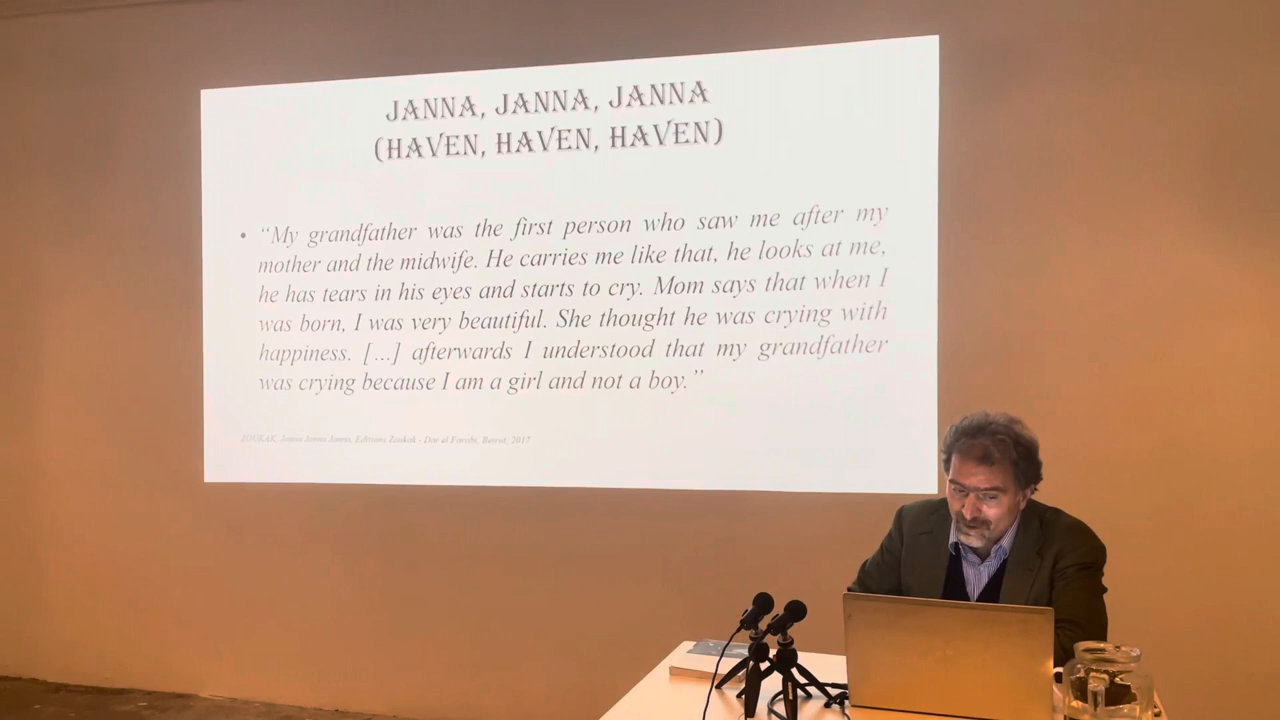 JANNA, JANNA, JANNA
(HAVEN, HAVEN, HAVEN)
• “My grandfather was the first person who saw me after my
mother and the midwife. He carries me like that, he looks at me,
he has tears in his eyes and starts to cry. Mom says that when I
was born, I was very beautiful. She thought he was crying with
happiness. [...] afterwards I understood that my grandfather
was crying because I am a girl and not a boy.”
ZOUKAK, Janna Janna Janna, Editions Zoukak - Dar el Farabi, Beirut, 2017